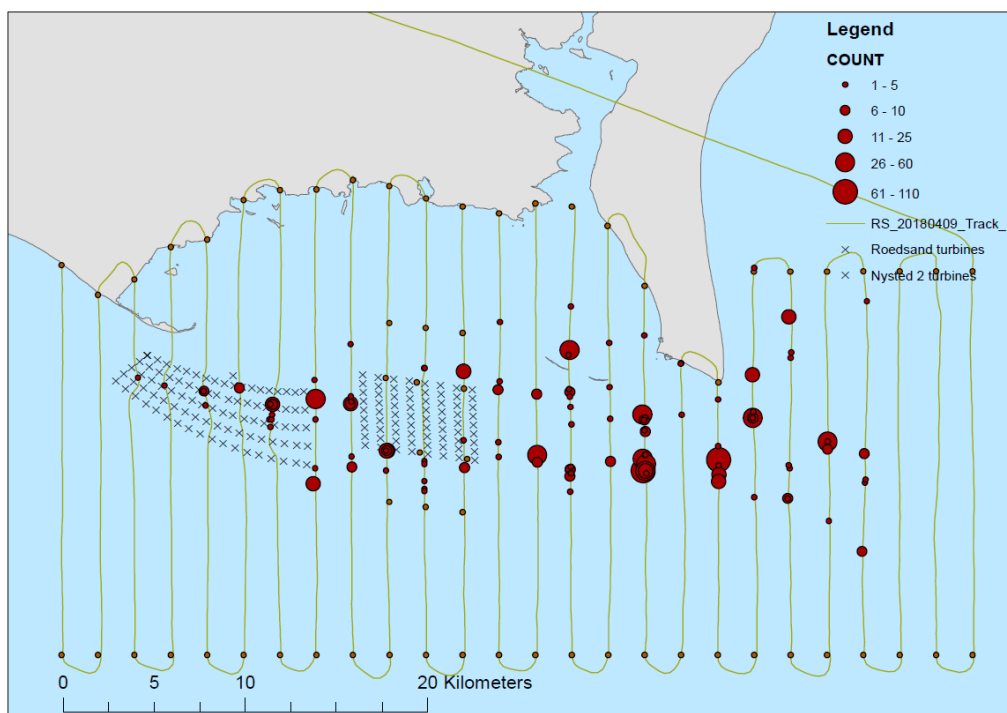 Legend
COUNT
1 - 5
6 - 10
11 - 25
26 - 60
61 - 110
RS_20180409_Track_
Roedsand turbines
Nysted 2 turbines
0 5 10 20 Kilometers